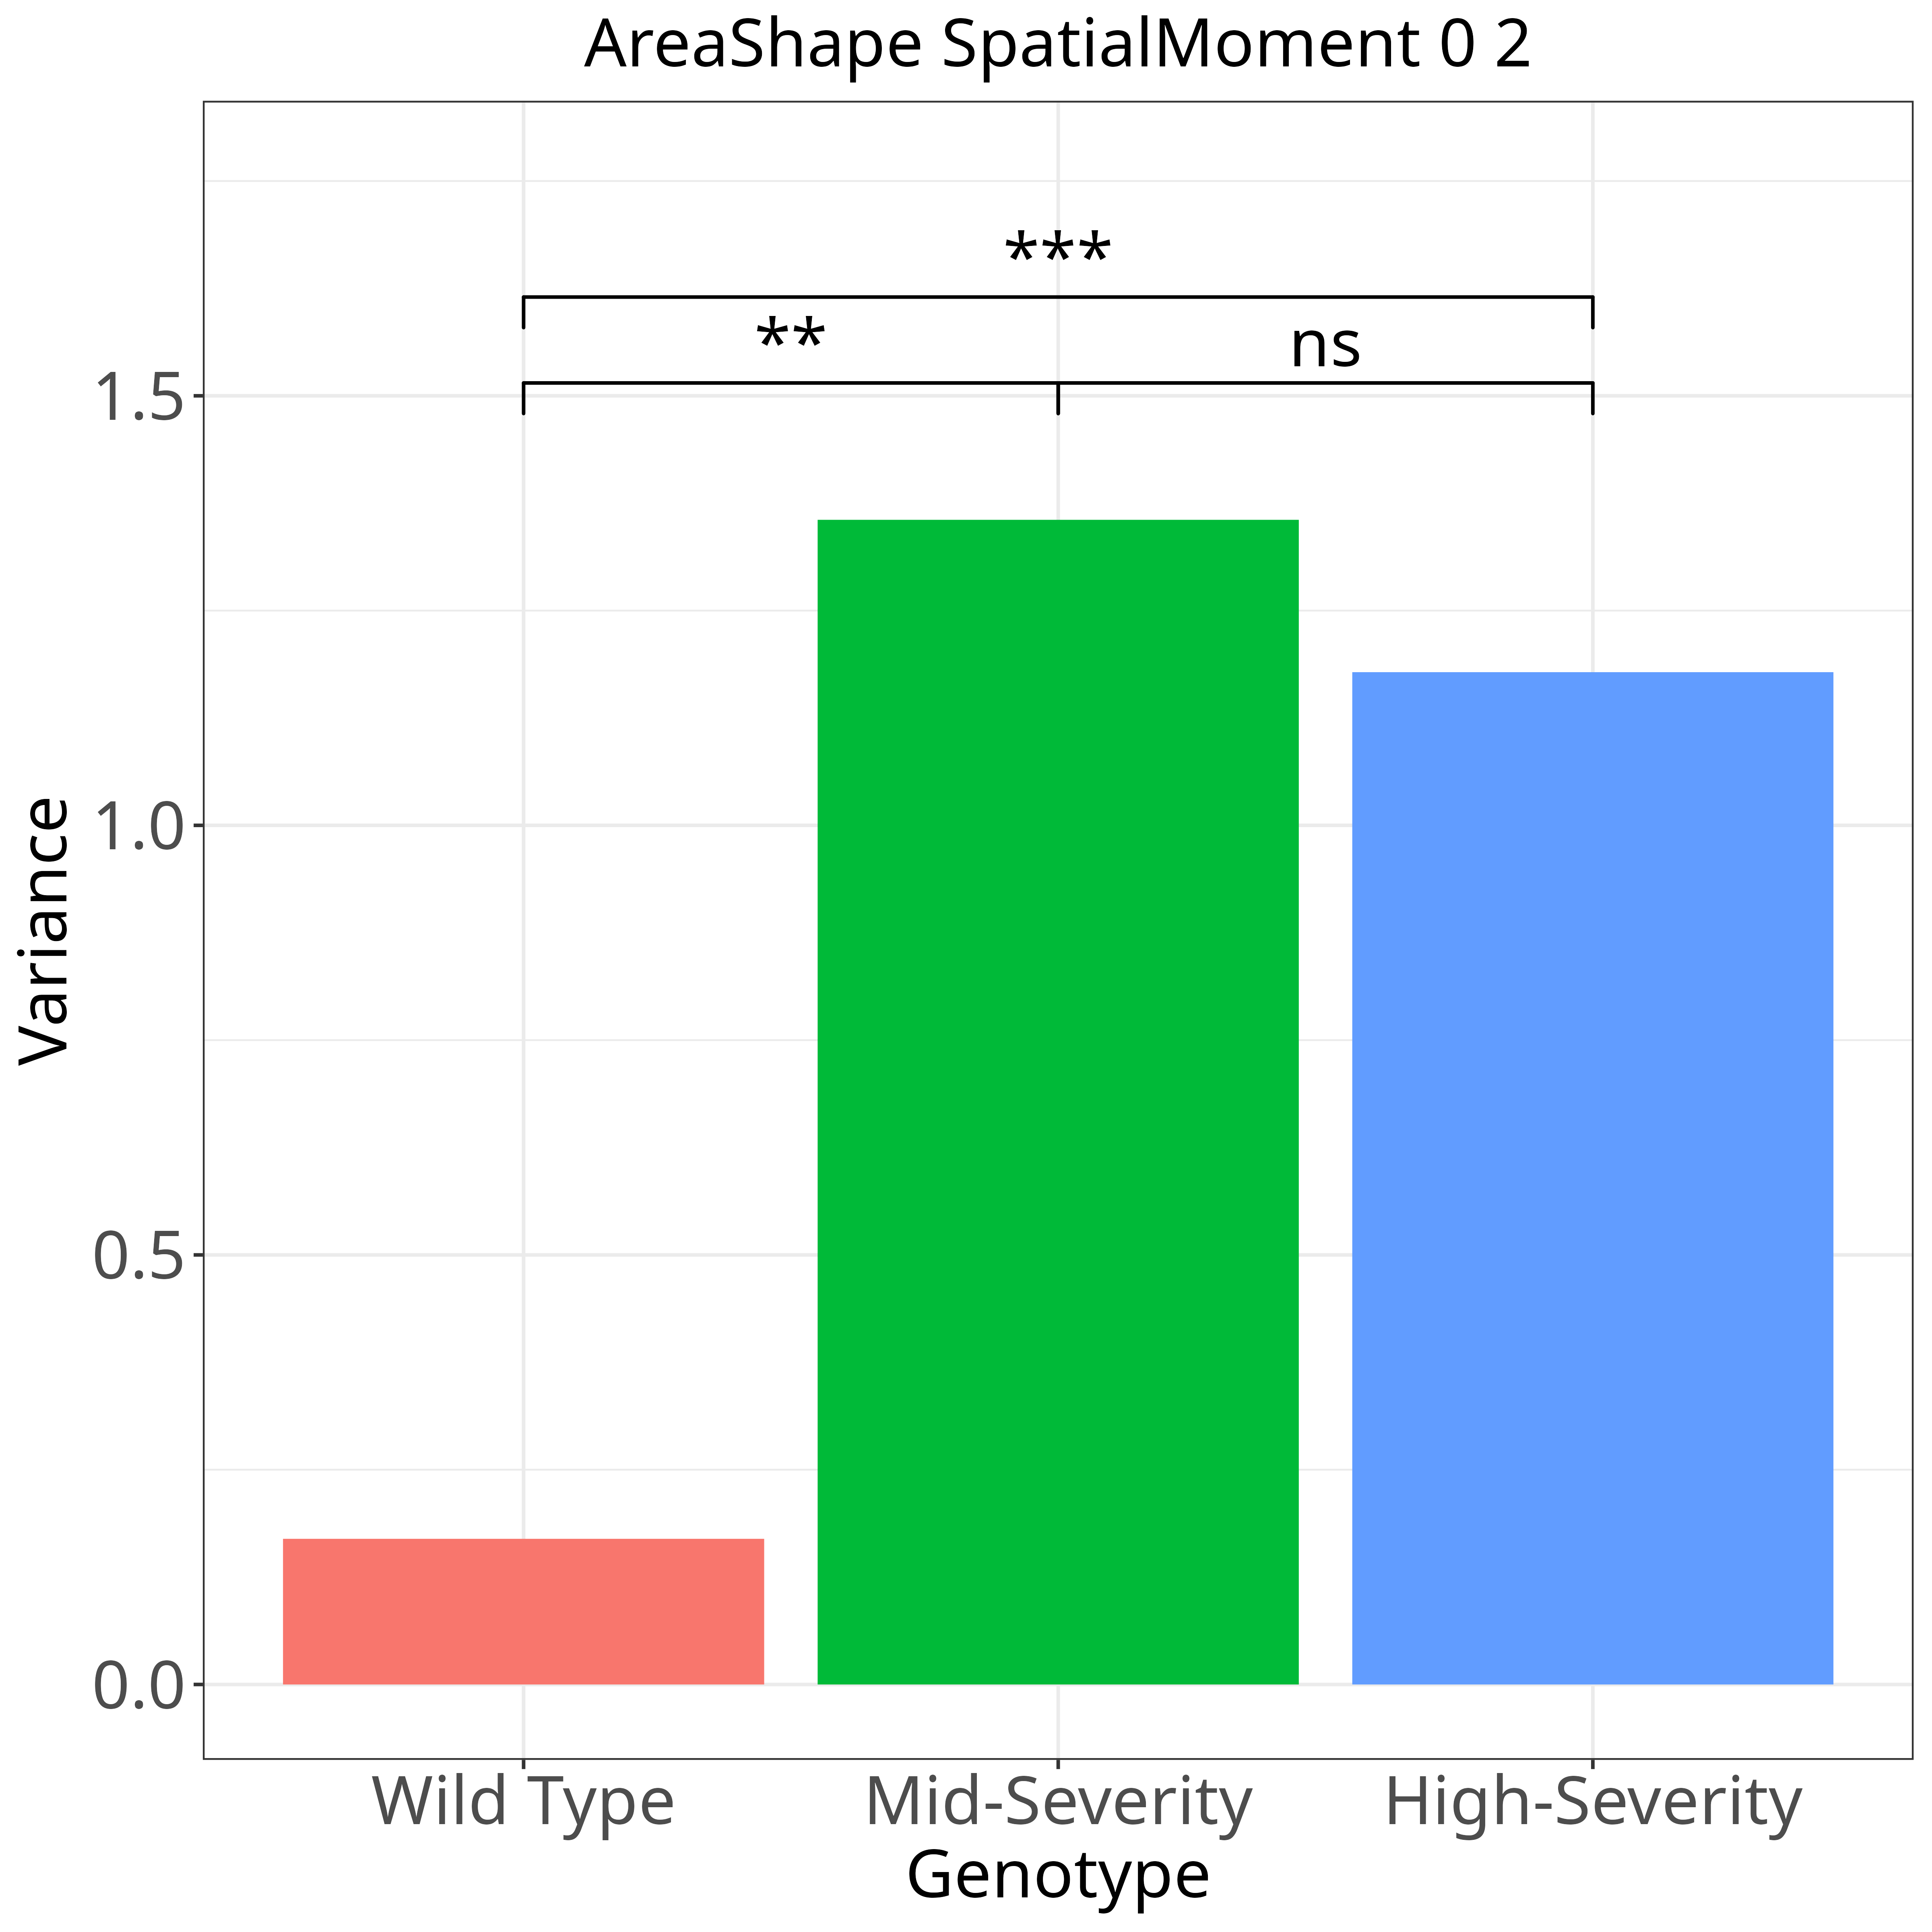 AreaShape SpatialMoment 0 2
***
**
ns
1.5
1.0
0.5
0.0
Variance
Wild Type
Mid-Severity
High-Severity
Genotype